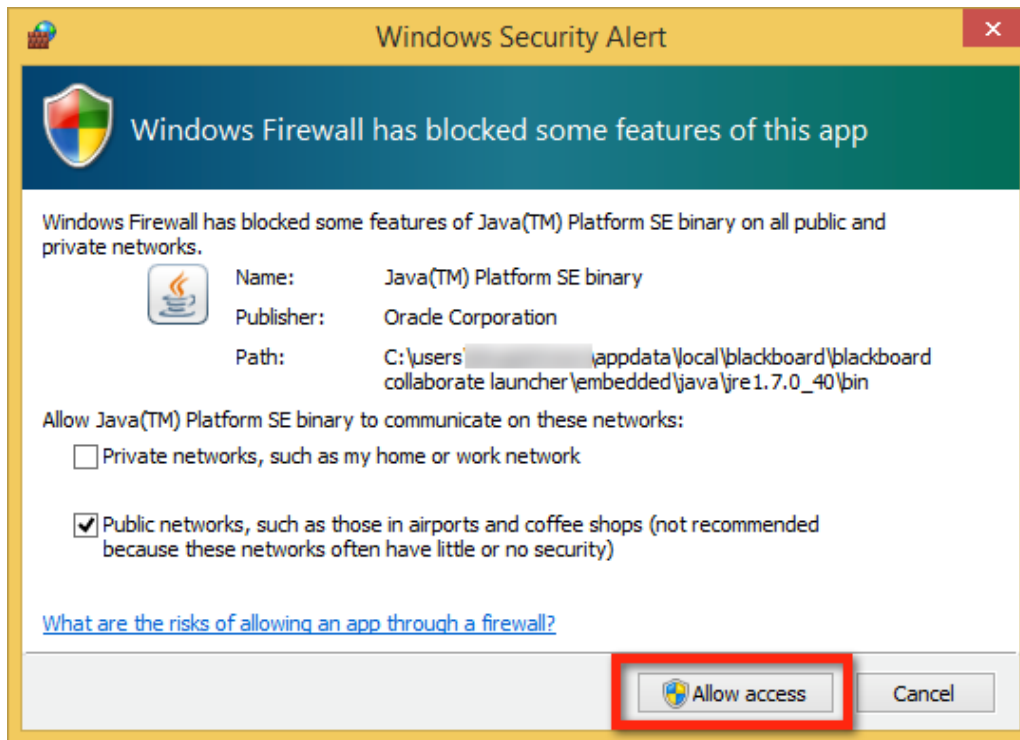 Windows Security Alert
Windows Firewall has blocked some features of this app
Windows Firewall has blocked some features of Java(TM) Platform SE binary on all public and
private networks.
Name: Java(TM) Platform SE binary
Publisher: Oracle Corporation
Path: C:\users\ \appdata\local\blackboard\blackboard
collaborate launcher\embedded\java\jre1.7.0_40\bin
Allow Java(TM) Platform SE binary to communicate on these networks:
Private networks, such as my home or work network
Public networks, such as those in airports and coffee shops (not recommended
because these networks often have little or no security)
What are the risks of allowing an app through a firewall?
Allow access Cancel